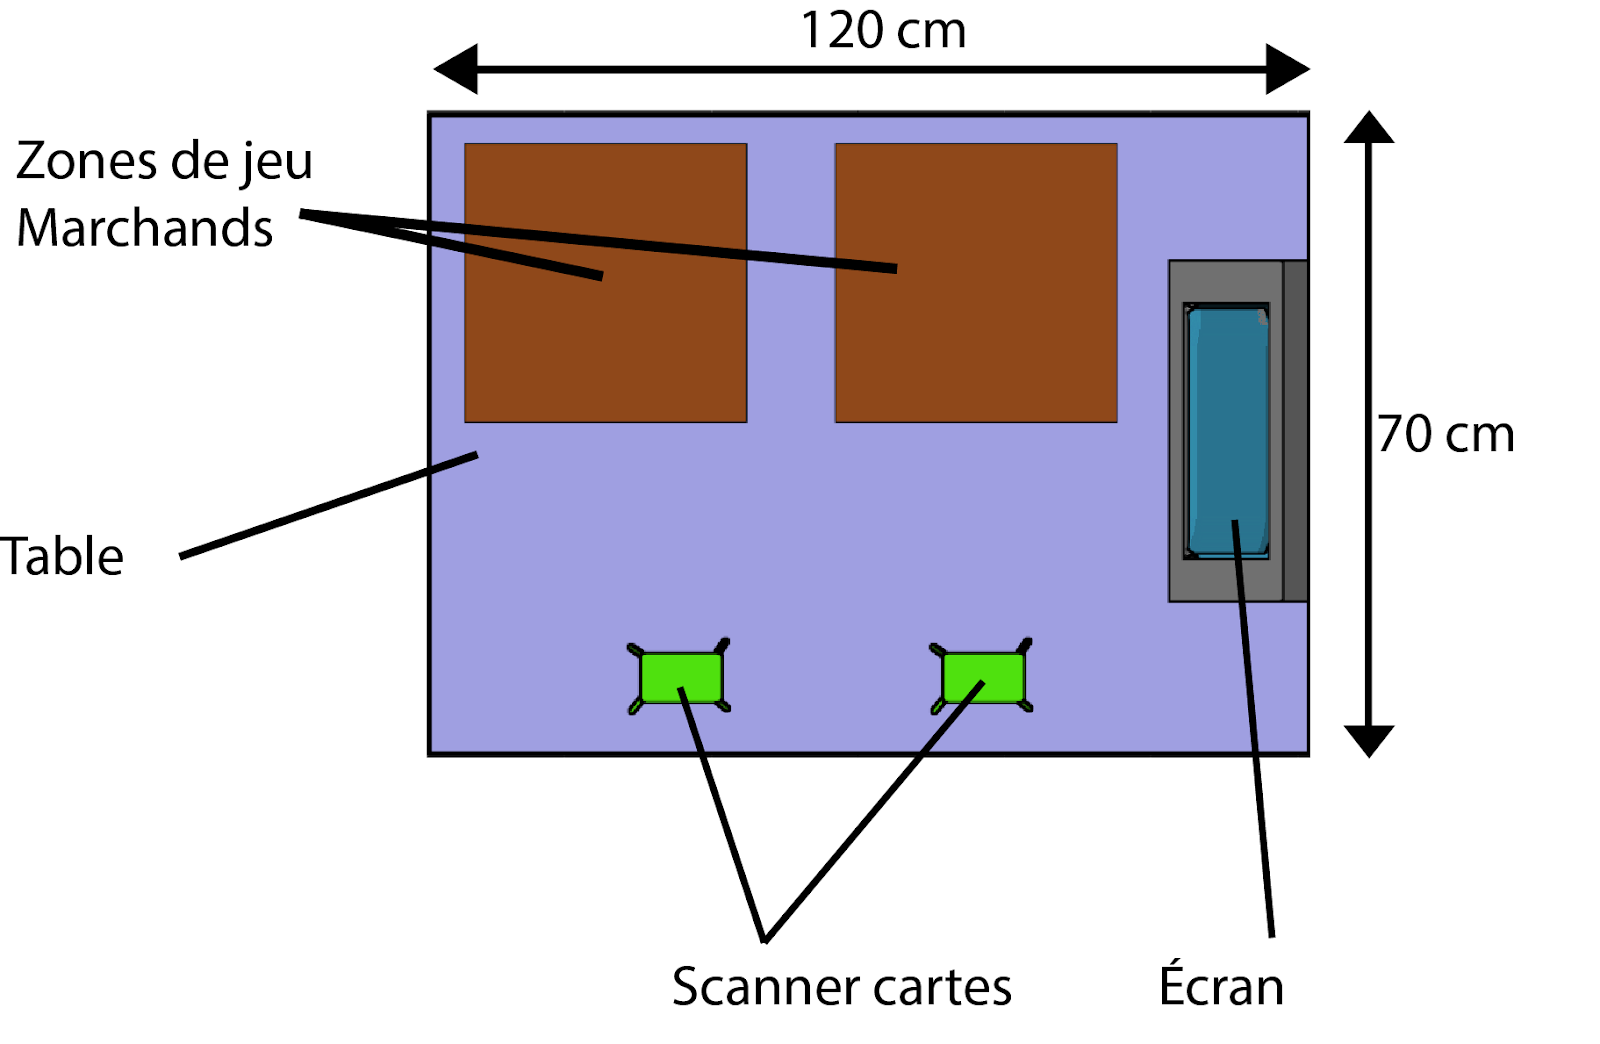 120 cm
Zones de jeu
Marchands
70 cm
Table
Scanner cartes
Écran